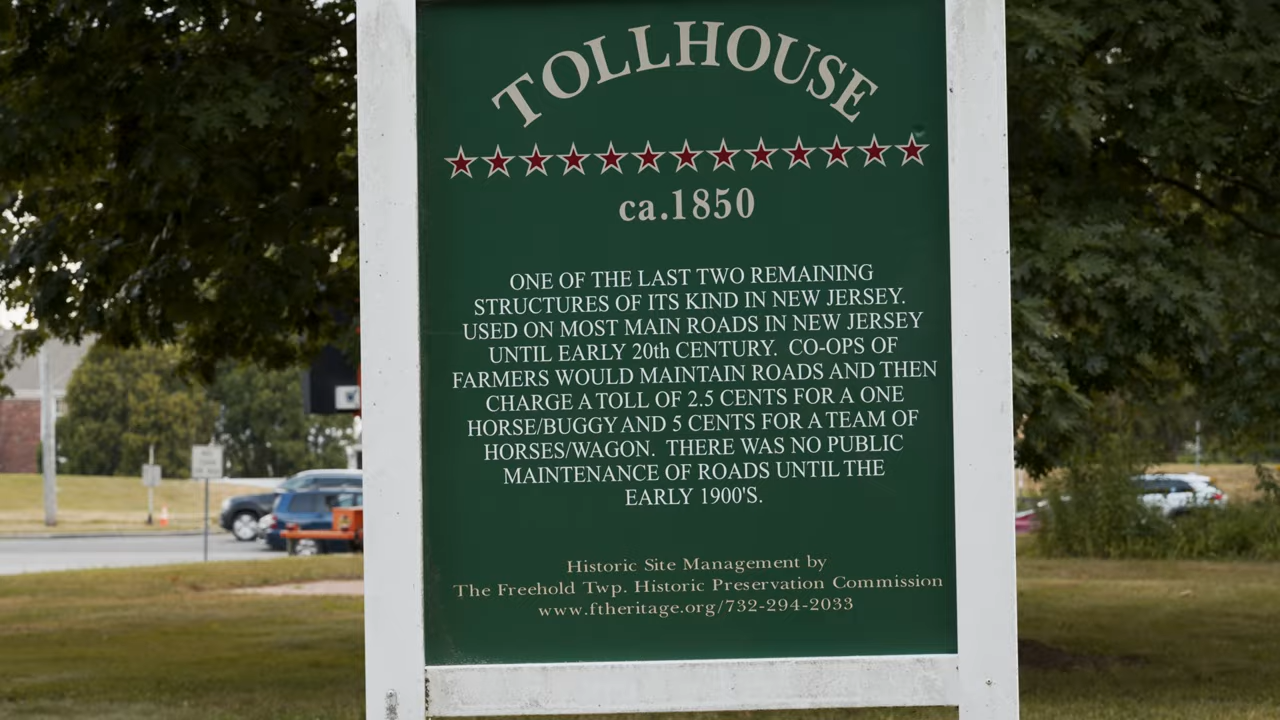 TOLLHOUSE
ca.1850
ONE OF THE LAST TWO REMAINING
STRUCTURES OF ITS KIND IN NEW JERSEY.
USED ON MOST MAIN ROADS IN NEW JERSEY
UNTIL EARLY 20th CENTURY. CO-OPS OF
FARMERS WOULD MAINTAIN ROADS AND THEN
CHARGE A TOLL OF 2.5 CENTS FOR A ONE
HORSE/BUGGY AND 5 CENTS FOR A TEAM OF
HORSES/WAGON. THERE WAS NO PUBLIC
MAINTENANCE OF ROADS UNTIL THE
EARLY 1900'S.
Historic Site Management by
The Freehold Twp. Historic Preservation Commission
www.ftheritage.org/732-294-2033